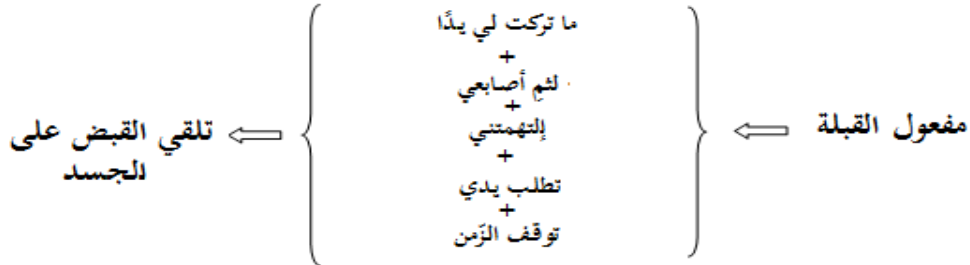 مفعول القبلة
ما تركت لي يدًا
+
لثمِ أصابعي
+
إلتهمتني
+
تطلب يدي
+
توقف الزّمن
تلقي القبض على
الجسد